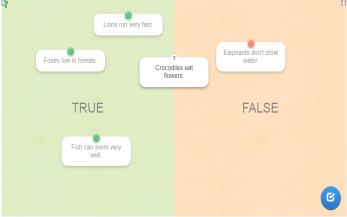 Lions run very fast
Foxes live in forests
Elephants don't drink
water.
?
Crocodiles eat
flowers
TRUE
FALSE
Fish can swim very
well.